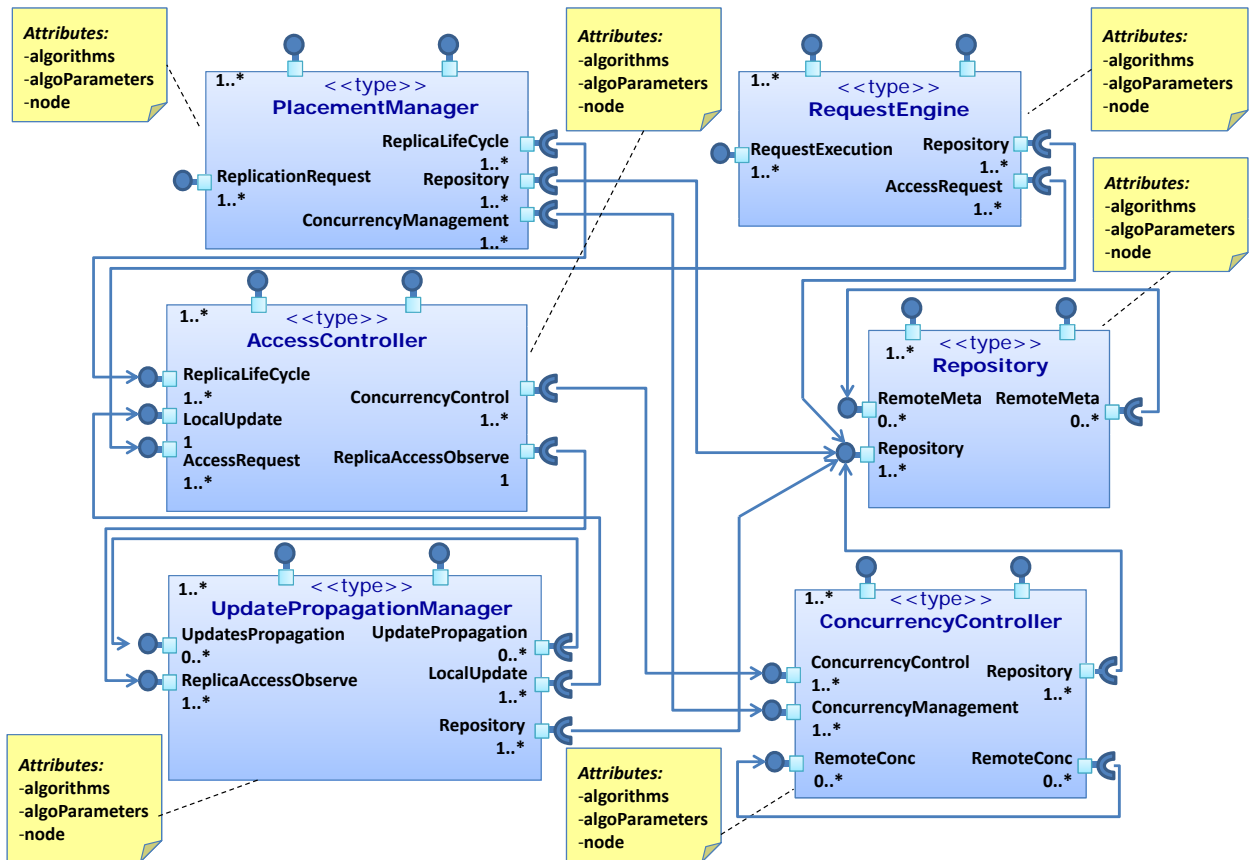 Attributes:
-algorithms
-algoParameters
-node
1..*
<<type>>
PlacementManager
ReplicaLifeCycle
1..*
ReplicationRequest
1..*
Repository
1..*
ConcurrencyManagement
1..*
Attributes:
-algorithms
-algoParameters
-node
1..*
<<type>>
RequestEngine
RequestExecution
1..*
Repository
1..*
AccessRequest
1..*
Attributes:
-algorithms
-algoParameters
-node
Attributes:
-algorithms
-algoParameters
-node
1..*
<<type>>
AccessController
ReplicaLifeCycle
1..*
LocalUpdate
1
AccessRequest
1..*
ConcurrencyControl
1..*
ReplicaAccessObserve
1
1..*
<<type>>
Repository
RemoteMeta
0..*
RemoteMeta
0..*
Repository
1..*
1..*
<<type>>
UpdatePropagationManager
UpdatesPropagation
0..*
ReplicaAccessObserve
1..*
UpdatePropagation
0..*
LocalUpdate
1..*
Repository
1..*
1..*
<<type>>
ConcurrencyController
ConcurrencyControl
1..*
Repository
1..*
ConcurrencyManagement
1..*
RemoteConc
0..*
RemoteConc
0..*
Attributes:
-algorithms
-algoParameters
-node
Attributes:
-algorithms
-algoParameters
-node